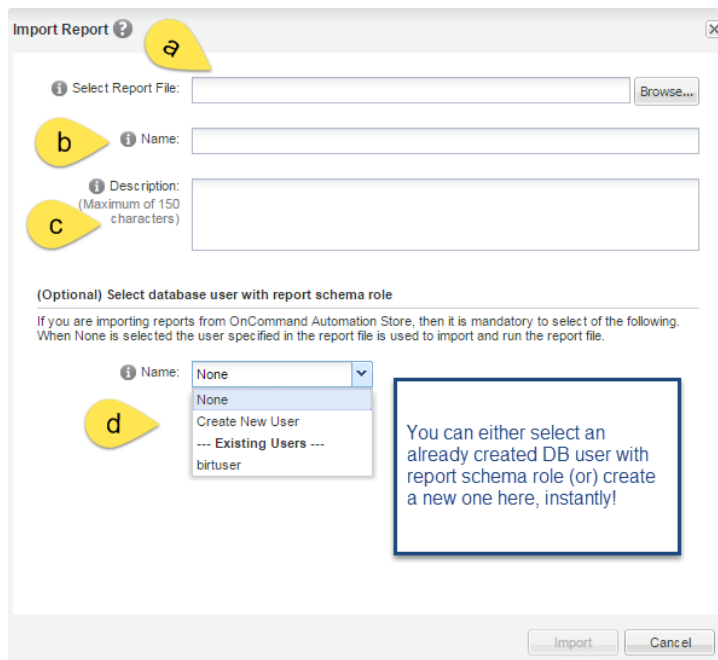 Import Report ?
a
Select Report File:
Browse...
b
Name:
Description:
(Maximum of 150
characters)
c
(Optional) Select database user with report schema role
If you are importing reports from OnCommand Automation Store, then it is mandatory to select of the following.
When None is selected the user specified in the report file is used to import and run the report file.
Name:
None
None
Create New User
--- Existing Users ---
birtuser
d
You can either select an
already created DB user with
report schema role (or) create
a new one here, instantly!
Import
Cancel